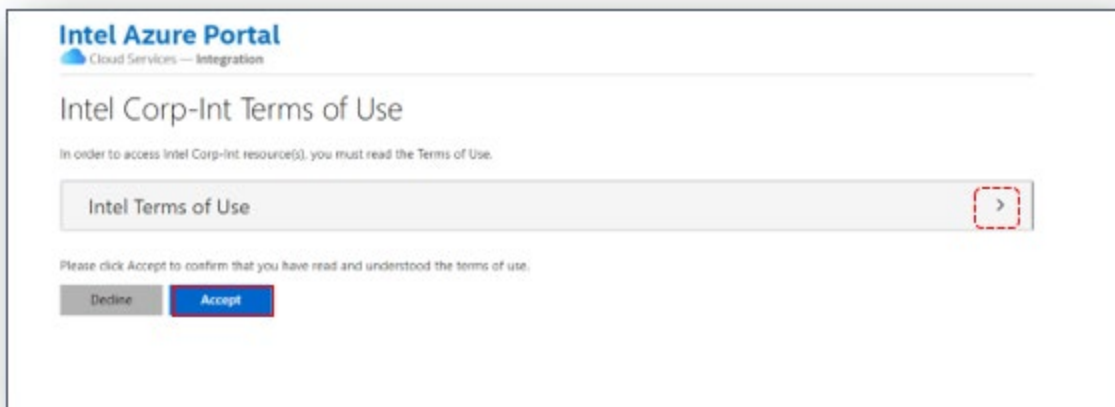 Intel Azure Portal
Cloud Services — Integration
Intel Corp-Int Terms of Use
In order to access Intel Corp-Int resource(s), you must read the Terms of Use.
Intel Terms of Use
Please click Accept to confirm that you have read and understood the terms of use.
Decline Accept